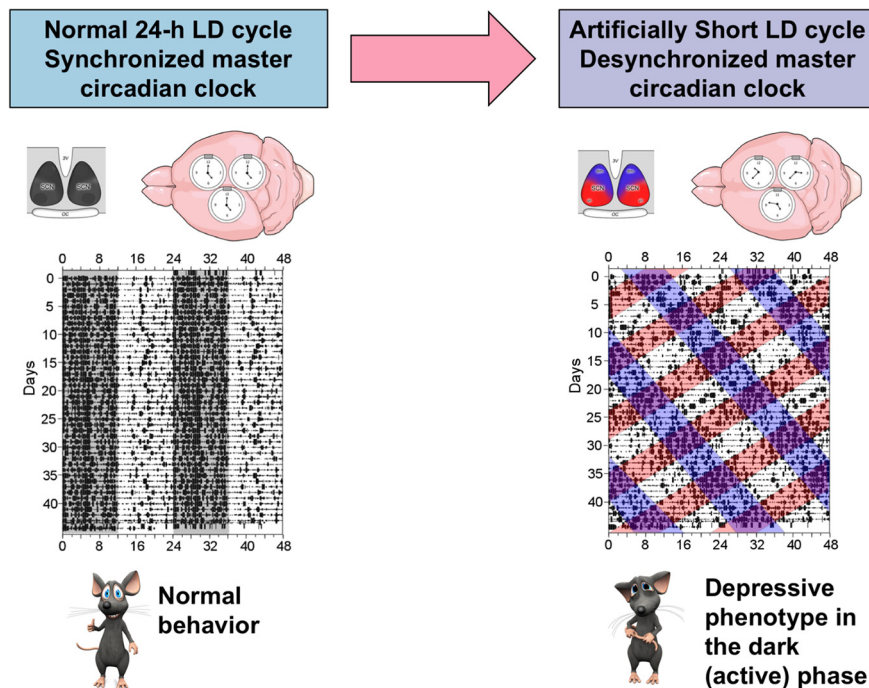 Normal 24-h LD cycle
Synchronized master
circadian clock
Artificially Short LD cycle
Desynchronized master
circadian clock
3V
SCN SCN
OC
3V
SCN
OC
0 8 16 24 32 40 48
0
5
10
15
20
25
30
35
40
Days
0 8 16 24 32 40 48
0 8 16 24 32 40 48
0
5
10
15
20
25
30
35
40
Days
0 8 16 24 32 40 48
Normal
behavior
Depressive
phenotype in
the dark
(active) phase